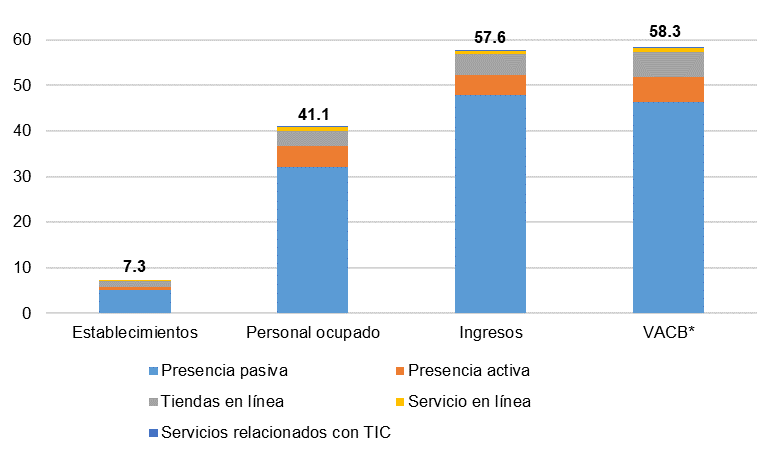 60
50
40
30
20
10
0
7.3
41.1
57.6
58.3
Establecimientos
Personal ocupado
Ingresos
VACB*
Presencia pasiva
Presencia activa
Tiendas en línea
Servicio en línea
Servicios relacionados con TIC